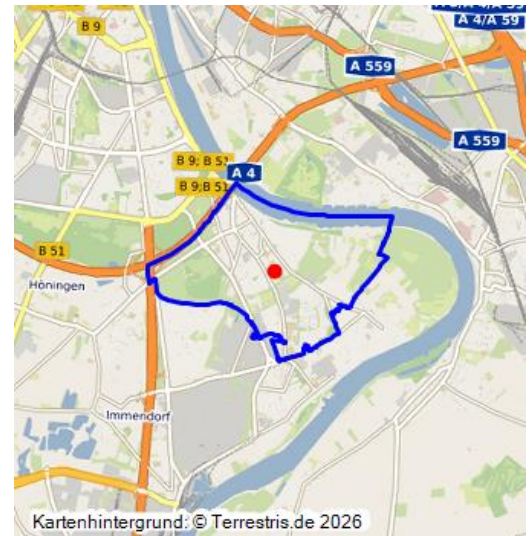 B 9
A 4/A 59
A 559
A 559
B 9; B 51
A 4
B 9;B 51
B 51
Höningen
Immendorf
Kartenhintergrund: © Terrestris.de 2026